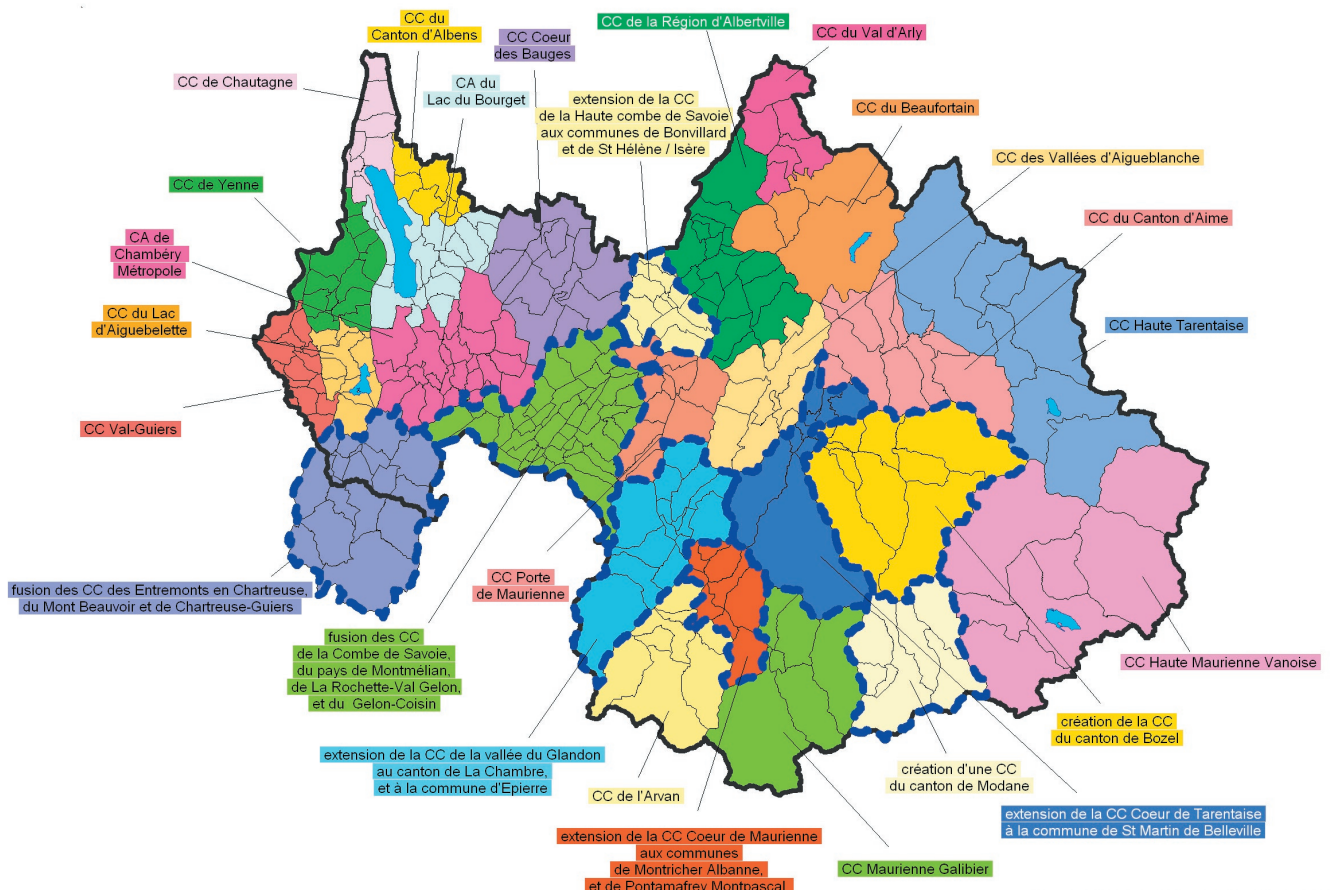 CC du
Canton d'Albens
CC Coeur
des Bauges
CC de la Région d'Albertville
CC du Val d'Arly
CC de Chautagne
CA du
Lac du Bourget
extension de la CC
de la Haute combe de Savoie
aux communes de Bonvillard
et de St Hélène / Isère
CC du Beaufortain
CC des Vallées d'Aigueblanche
CC de Yenne
CC du Canton d'Aime
CA de
Chambéry
Métropole
CC du Lac
d'Aiguebelette
CC Haute Tarentaise
CC Val-Guiers
fusion des CC des Entremonts en Chartreuse,
du Mont Beauvoir et de Chartreuse-Guiers
CC Porte
de Maurienne
fusion des CC
de la Combe de Savoie,
du pays de Montmélian,
de La Rochette-Val Gelon,
et du Gelon-Coisin
CC Haute Maurienne Vanoise
création de la CC
du canton de Bozel
extension de la CC de la vallée du Glandon
au canton de La Chambre,
et à la commune d'Epierre
CC de l'Arvan
création d'une CC
du canton de Modane
extension de la CC Coeur de Tarentaise
à la commune de St Martin de Belleville
extension de la CC Coeur de Maurienne
aux communes
de Montricher Albanne,
et de Pontamafrey Montpascal
CC Maurienne Galibier